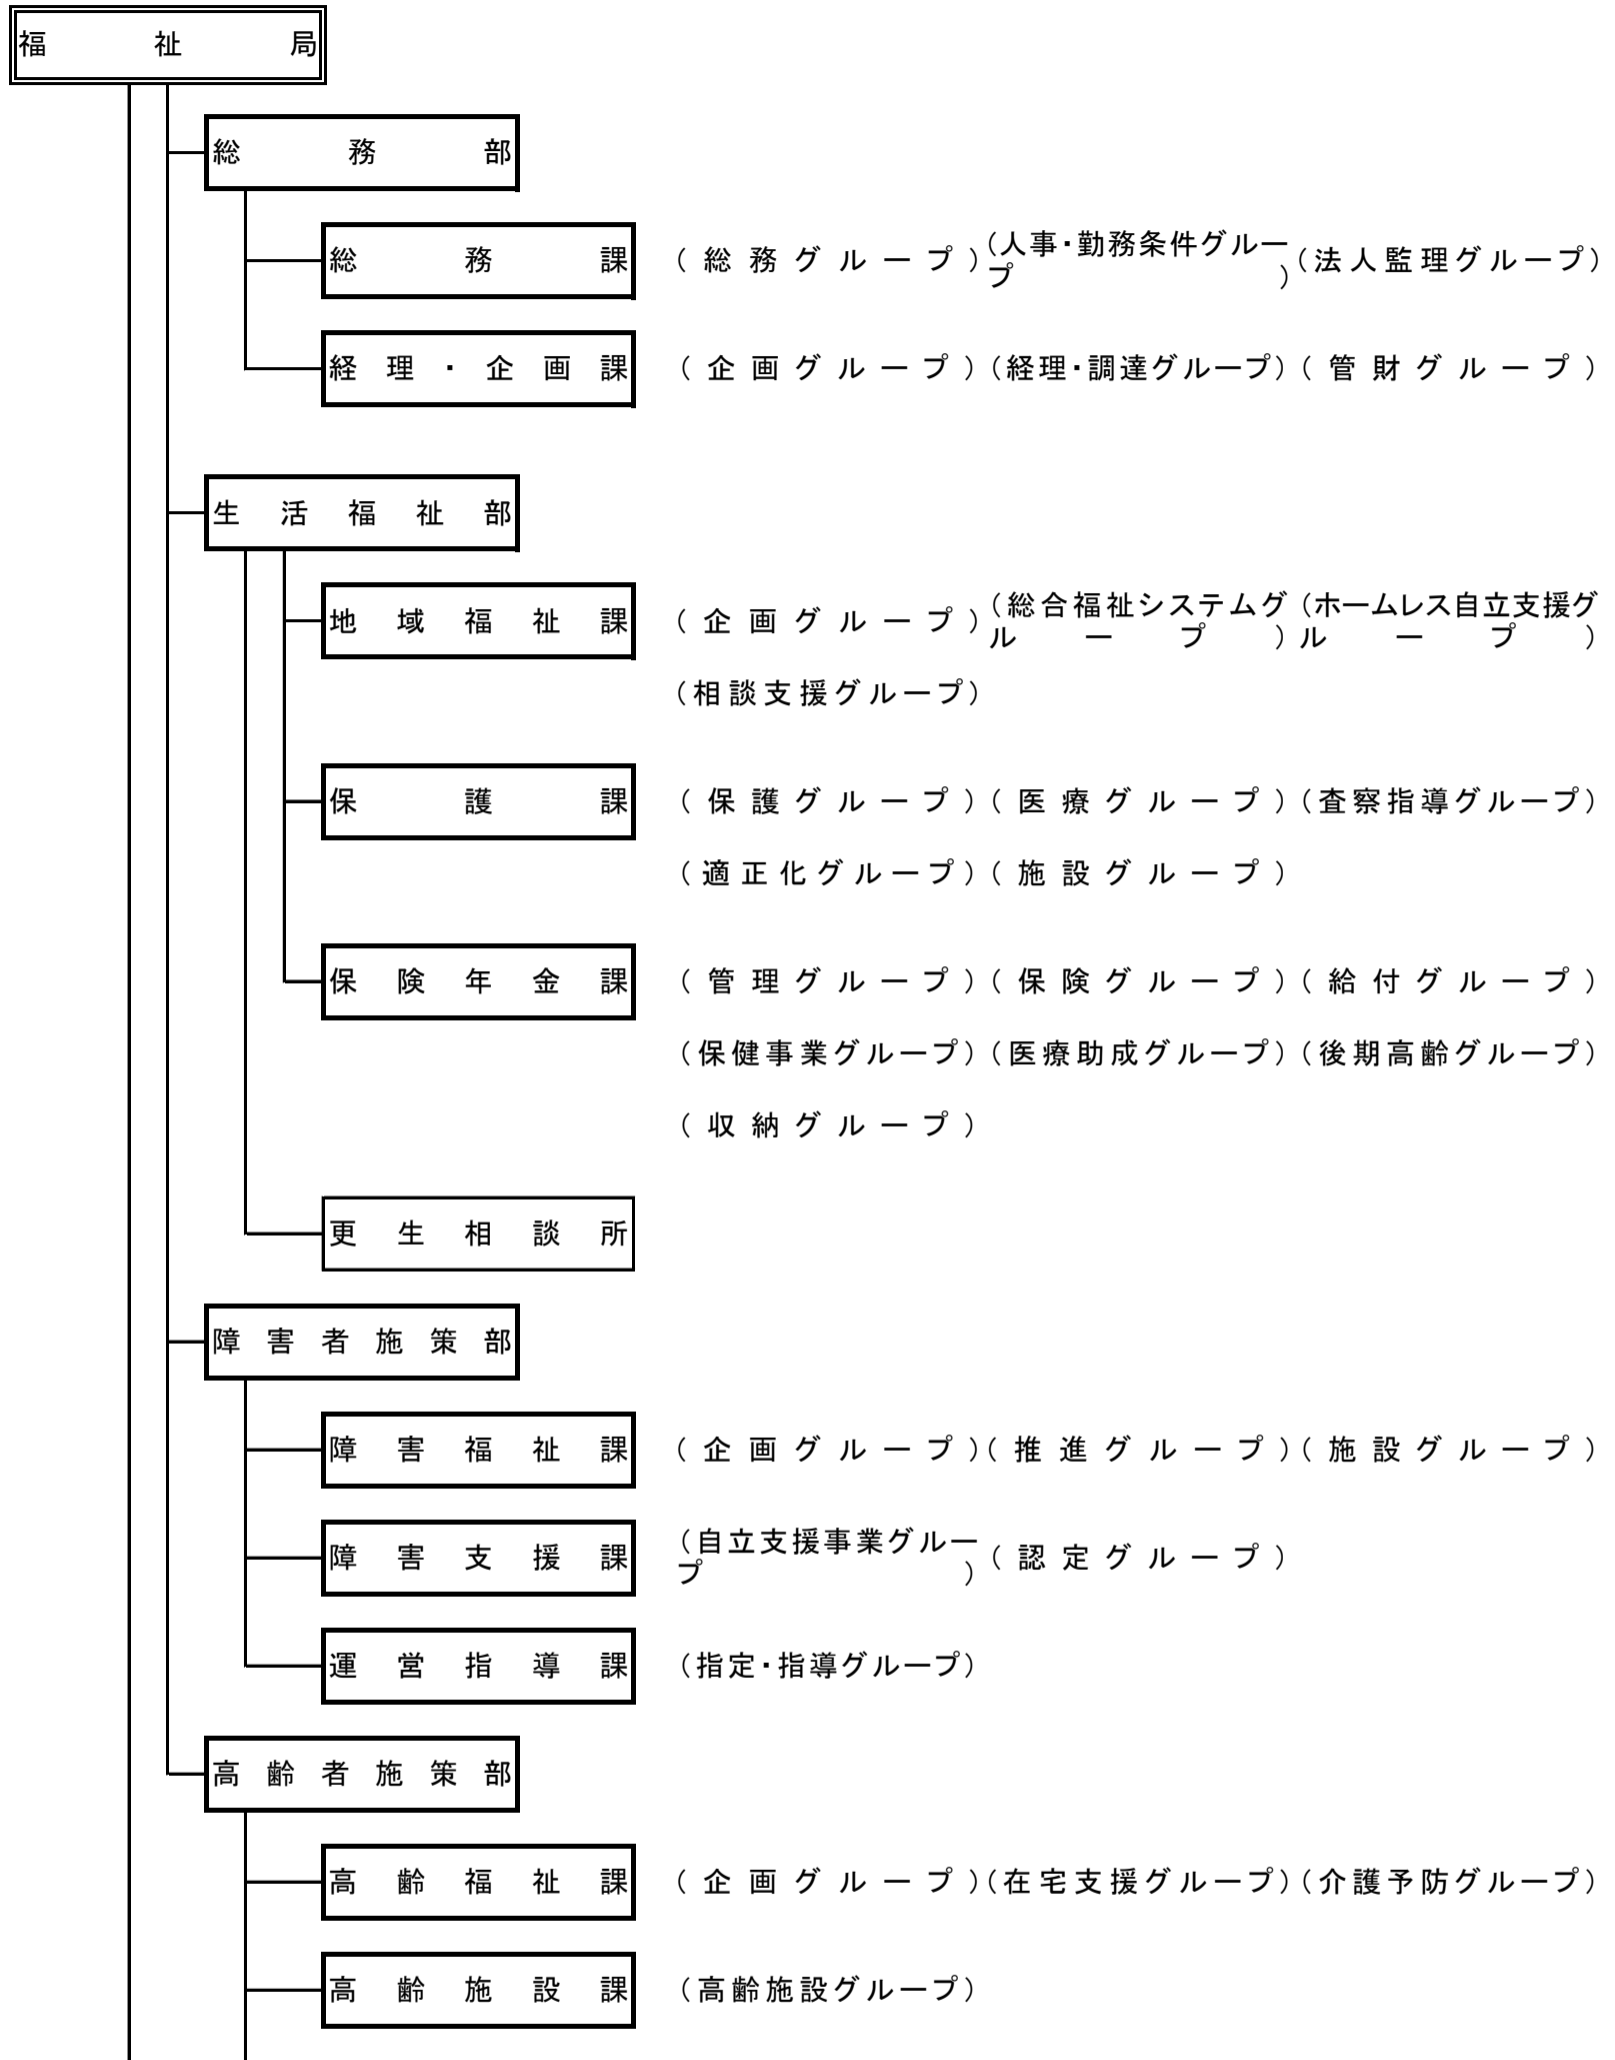 福祉局
総務部
総務課 (総務グループ) (人事・勤務条件グループ) (法人監理グループ)
経理・企画課 (企画グループ) (経理・調達グループ) (管財グループ)
生活福祉部
地域福祉課 (企画グループ) (総合福祉システムグループ) (ホームレス自立支援グループ)
(相談支援グループ)
保護課 (保護グループ) (医療グループ) (査察指導グループ)
(適正化グループ) (施設グループ)
保険年金課 (管理グループ) (保険グループ) (給付グループ)
(保健事業グループ) (医療助成グループ) (後期高齢グループ)
(収納グループ)
更生相談所
障害者施策部
障害福祉課 (企画グループ) (推進グループ) (施設グループ)
障害支援課 (自立支援事業グループ) (認定グループ)
運営指導課 (指定・指導グループ)
高齢者施策部
高齢福祉課 (企画グループ) (在宅支援グループ) (介護予防グループ)
高齢施設課 (高齢施設グループ)